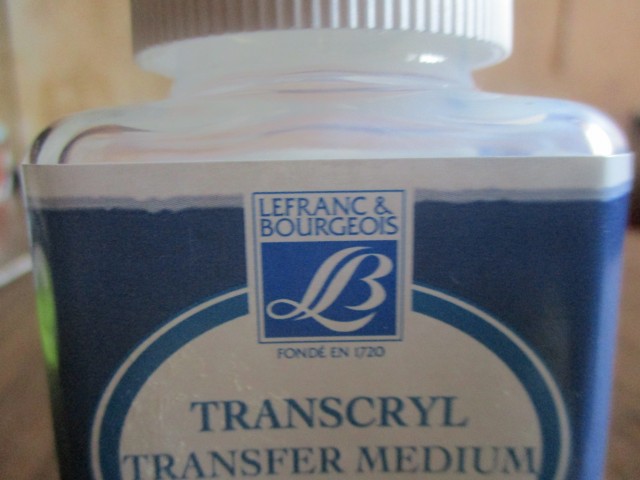 LEFRANC &
BOURGEOIS
LB
FONDÉ EN 1720
TRANSCRYL
TRANSFER MEDIUM